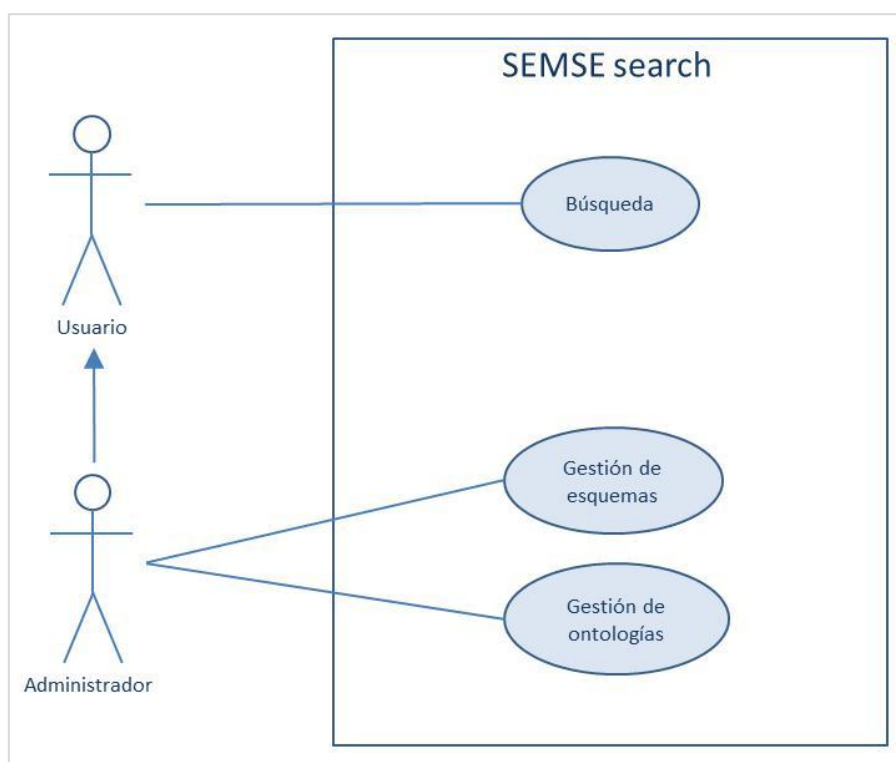 SEMSE search
Búsqueda
Usuario
Gestión de
esquemas
Gestión de
ontologías
Administrador